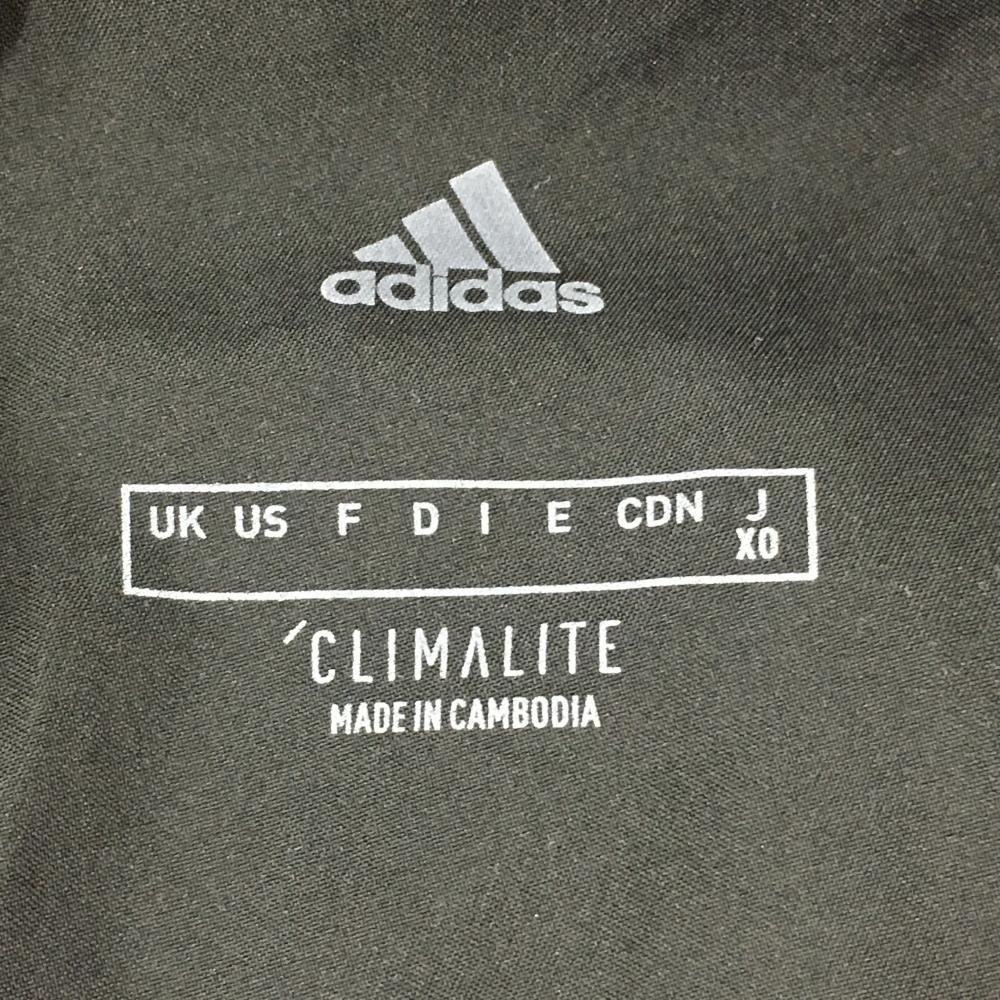 adidas
UK US F D I E CDN J
XO
CLIMALITE
MADE IN CAMBODIA